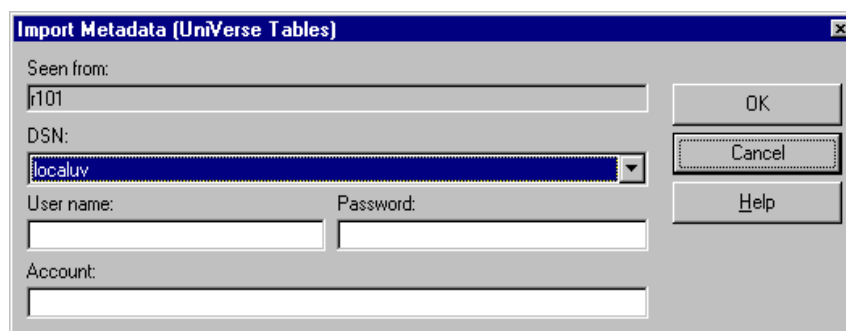 Import Metadata (UniVerse Tables)
Seen from:
r101
OK
DSN:
localuv
Cancel
User name:
Password:
Help
Account: